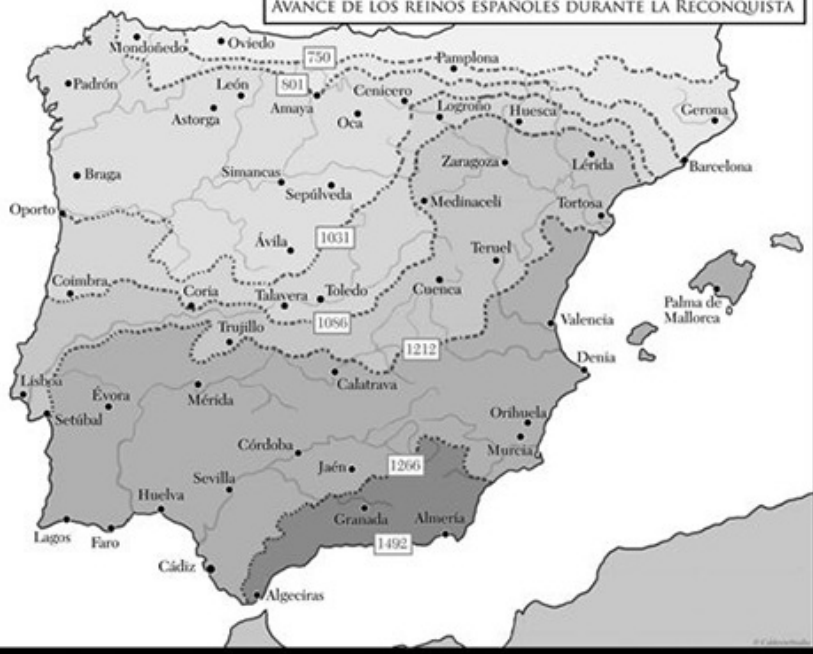 AVANCE DE LOS REINOS ESPAÑOLES DURANTE LA RECONQUISTA
Mondoñedo
Oviedo
750
Pamplona
Padrón
León
801
Amaya
Cenicero
Astorga
Oca
Logroño
Huesca
Gerona
Zaragoza
Lérida
Barcelona
Braga
Simancas
Sepúlveda
Medinaceli
Tortosa
Oporto
Ávila
1031
Teruel
Coimbra
Coria
Talavera
Toledo
Cuenca
Palma de
Mallorca
1086
Trujillo
Valencia
1212
Denia
Lisboa
Calatrava
Évora
Mérida
Setúbal
Orihuela
Córdoba
Murcia
Jaén
1266
Sevilla
Huelva
Granada
Almería
Lagos
Faro
1492
Cádiz
Algeciras